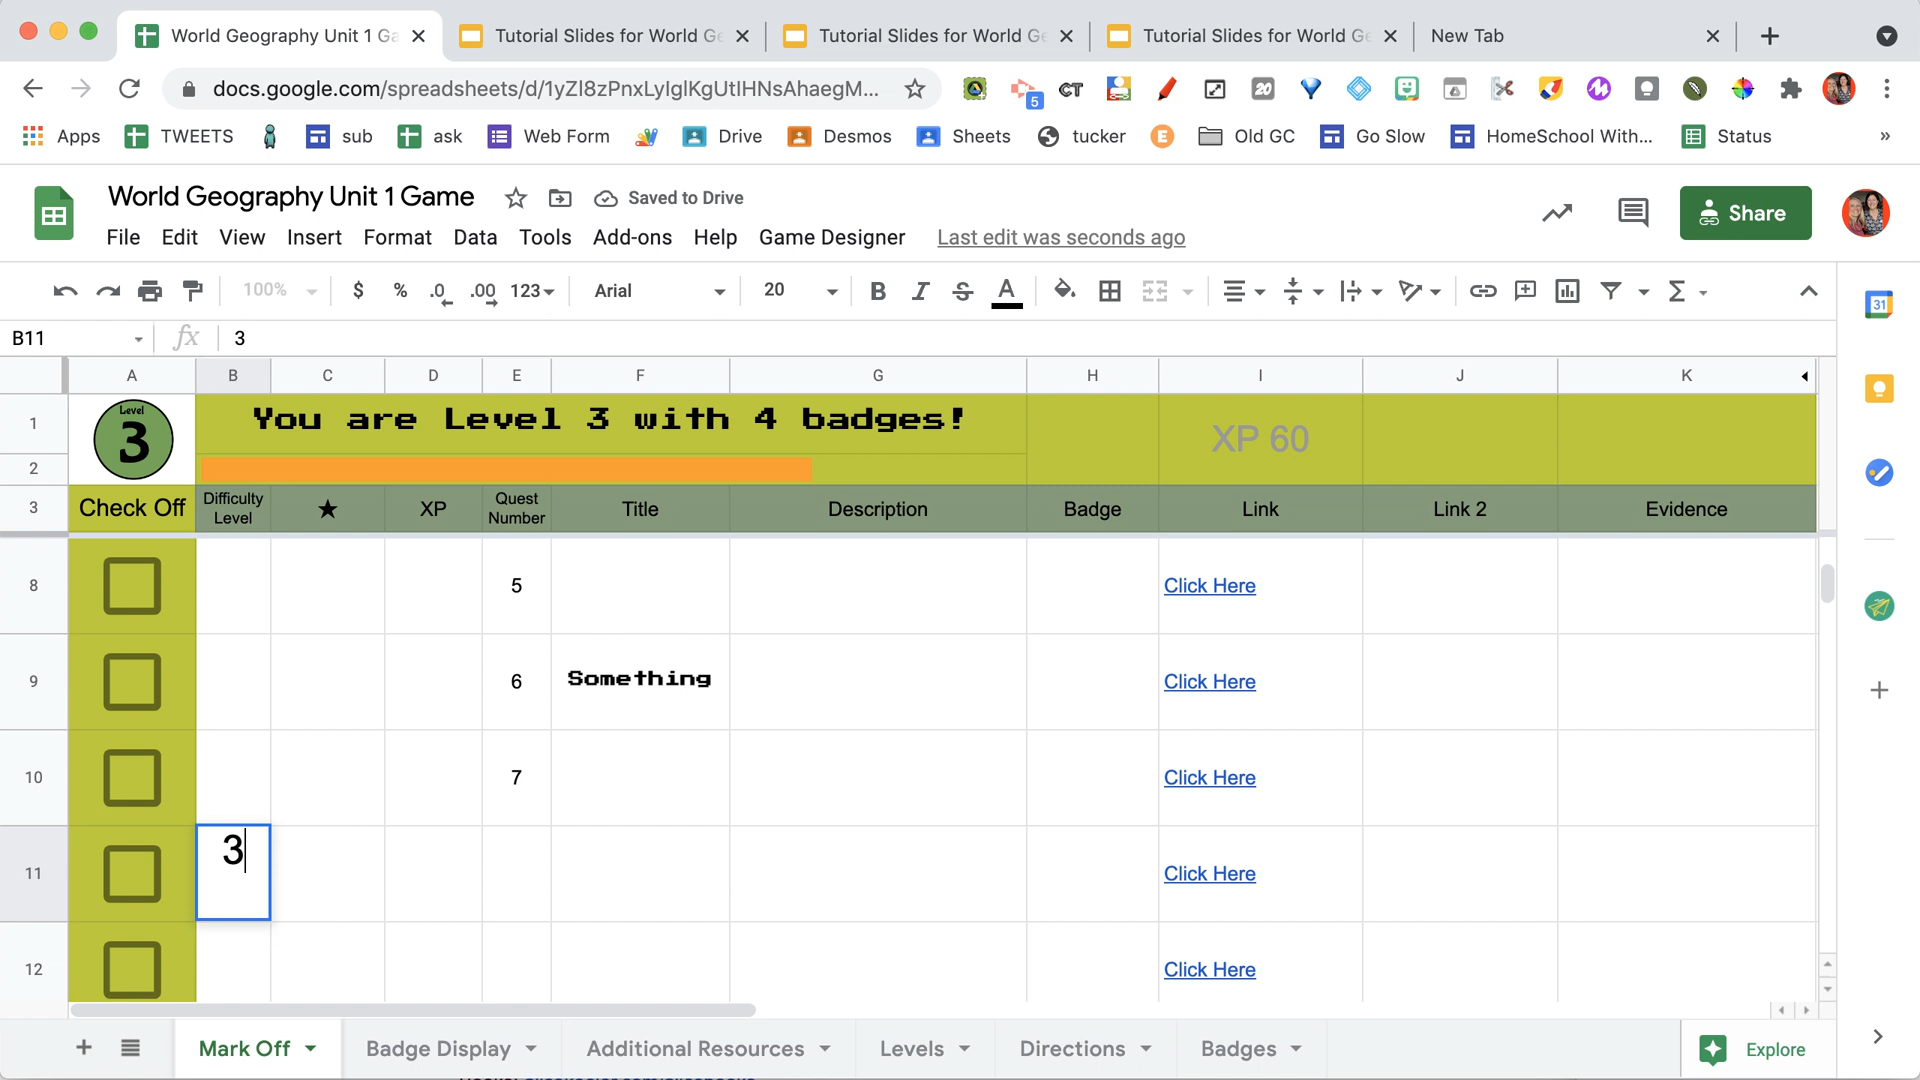 World Geography Unit 1 Ga
Tutorial Slides for World Ge
Tutorial Slides for World Ge
Tutorial Slides for World Ge
New Tab
docs.google.com/spreadsheets/d/1yZl8zPnxLyIglKgUtIHNsAhaegM...
5
CT
20
Apps
TWEETS
sub
ask
Web Form
Drive
Desmos
Sheets
tucker
E
Old GC
Go Slow
HomeSchool With...
Status
»
World Geography Unit 1 Game
Saved to Drive
Share
File Edit View Insert Format Data Tools Add-ons Help Game Designer Last edit was seconds ago
100% $ % .0 .00 123 Arial 20 B I S A Σ
31
B11 fx 3
A B C D E F G H I J K
1 Level 3 You are Level 3 with 4 badges! XP 60
2
3 Check Off Difficulty Level ★ XP Quest Number Title Description Badge Link Link 2 Evidence
8 5 Click Here
9 6 Something Click Here
10 7 Click Here
11 3 Click Here
12 Click Here
Mark Off Badge Display Additional Resources Levels Directions Badges Explore